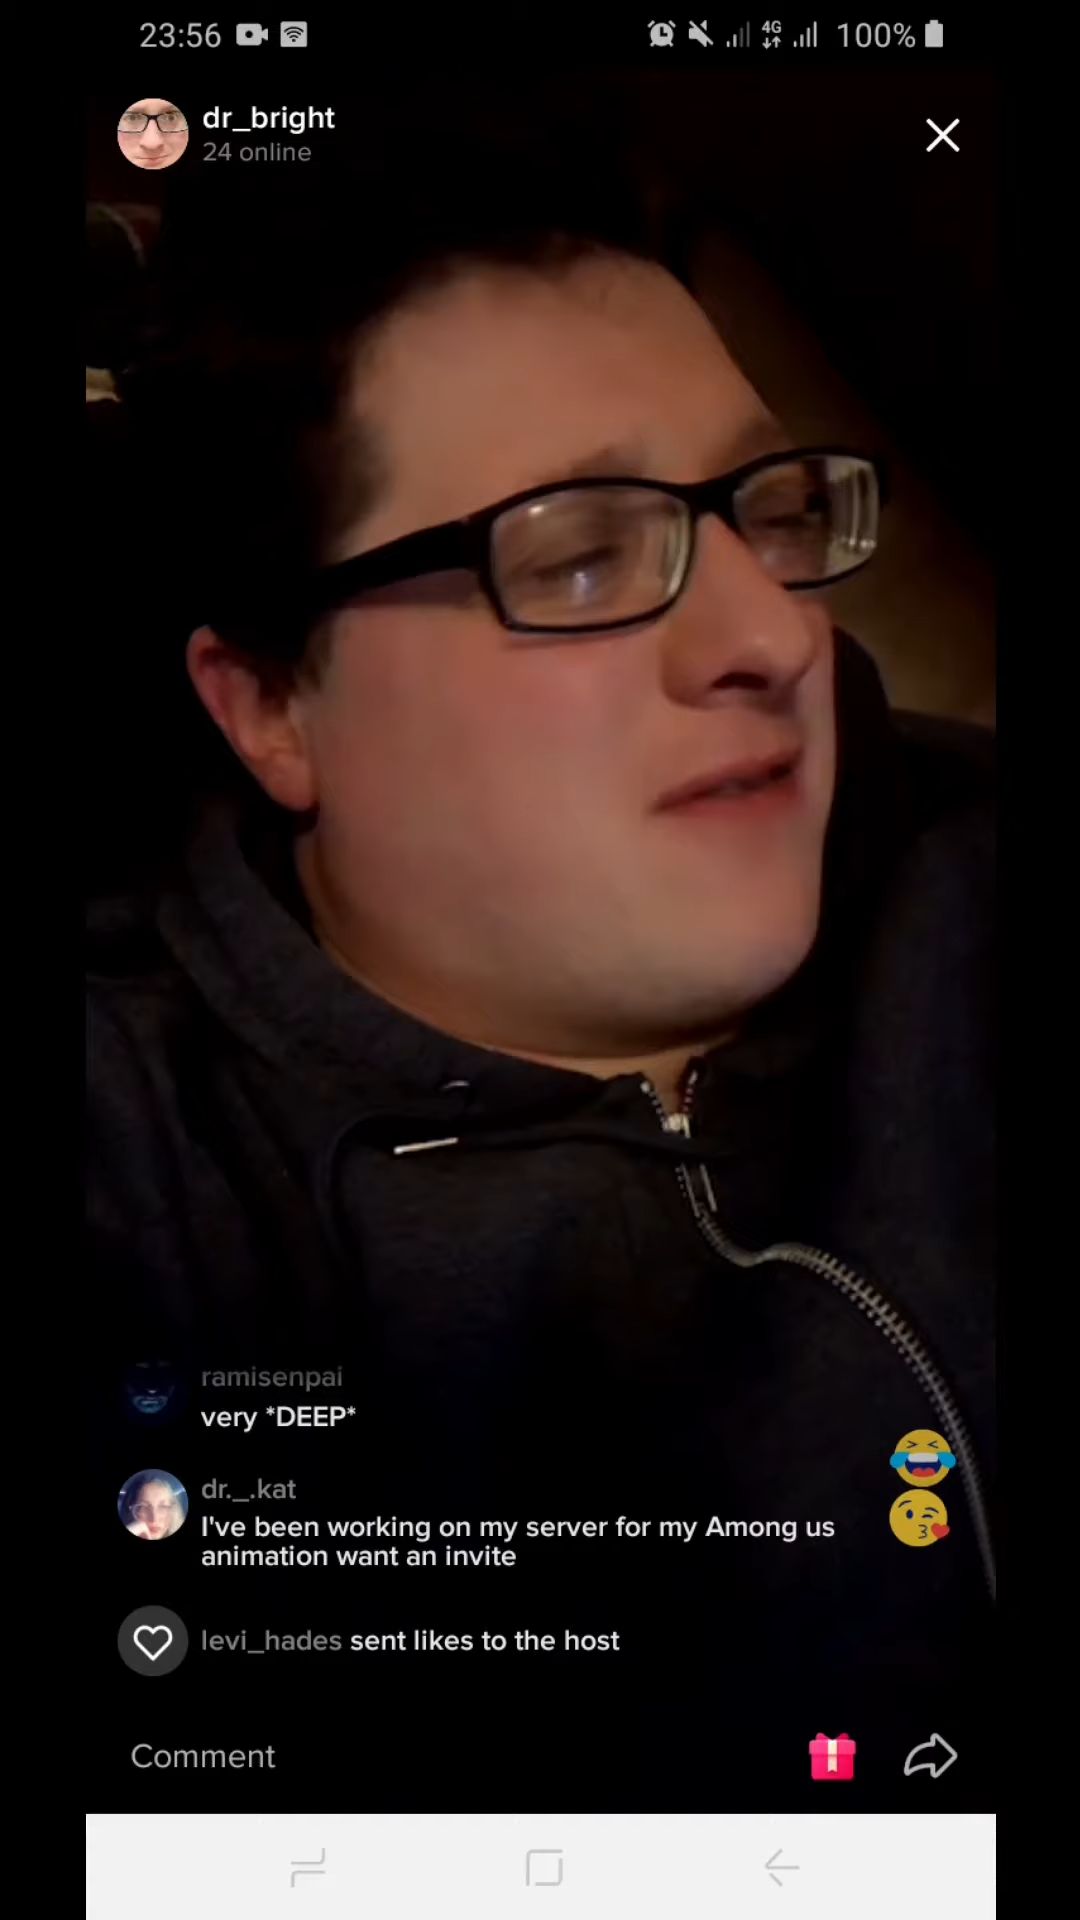 23:56
4G
100%
dr_bright
24 online
ramisenpai
very *DEEP*
dr._.kat
I've been working on my server for my Among us
animation want an invite
levi_hades sent likes to the host
Comment